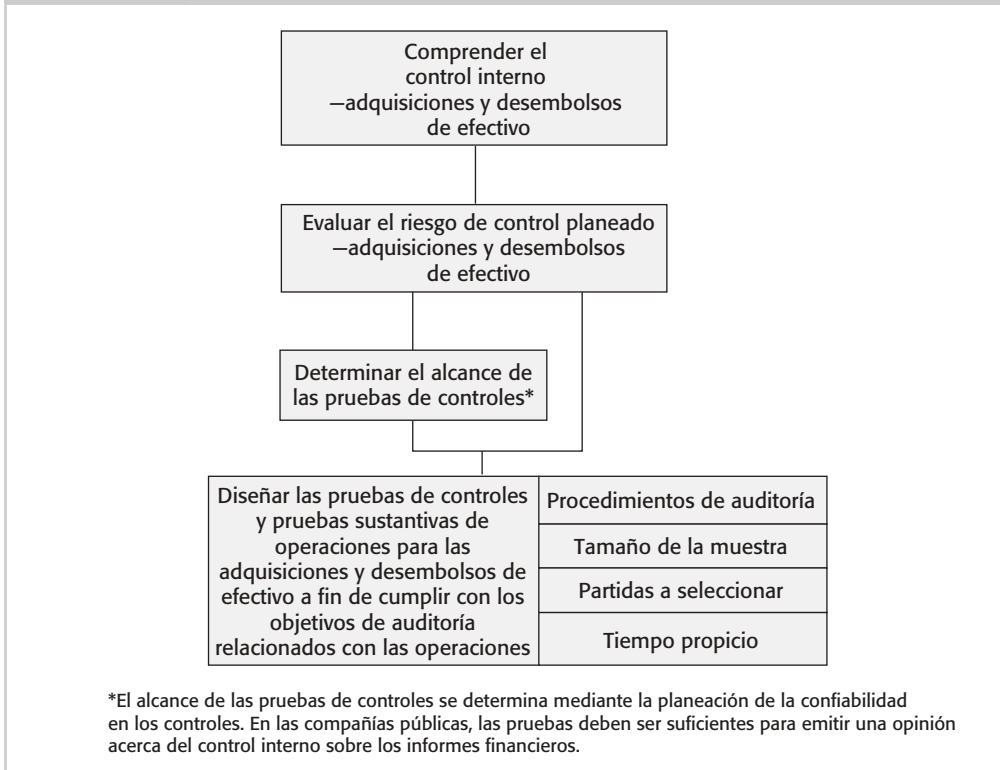 Comprender el
control interno
—adquisiciones y desembolsos
de efectivo
Evaluar el riesgo de control planeado
—adquisiciones y desembolsos
de efectivo
Determinar el alcance de
las pruebas de controles*
Diseñar las pruebas de controles
y pruebas sustantivas de
operaciones para las
adquisiciones y desembolsos de
efectivo a fin de cumplir con los
objetivos de auditoría
relacionados con las operaciones
Procedimientos de auditoría
Tamaño de la muestra
Partidas a seleccionar
Tiempo propicio
*El alcance de las pruebas de controles se determina mediante la planeación de la confiabilidad
en los controles. En las compañías públicas, las pruebas deben ser suficientes para emitir una opinión
acerca del control interno sobre los informes financieros.